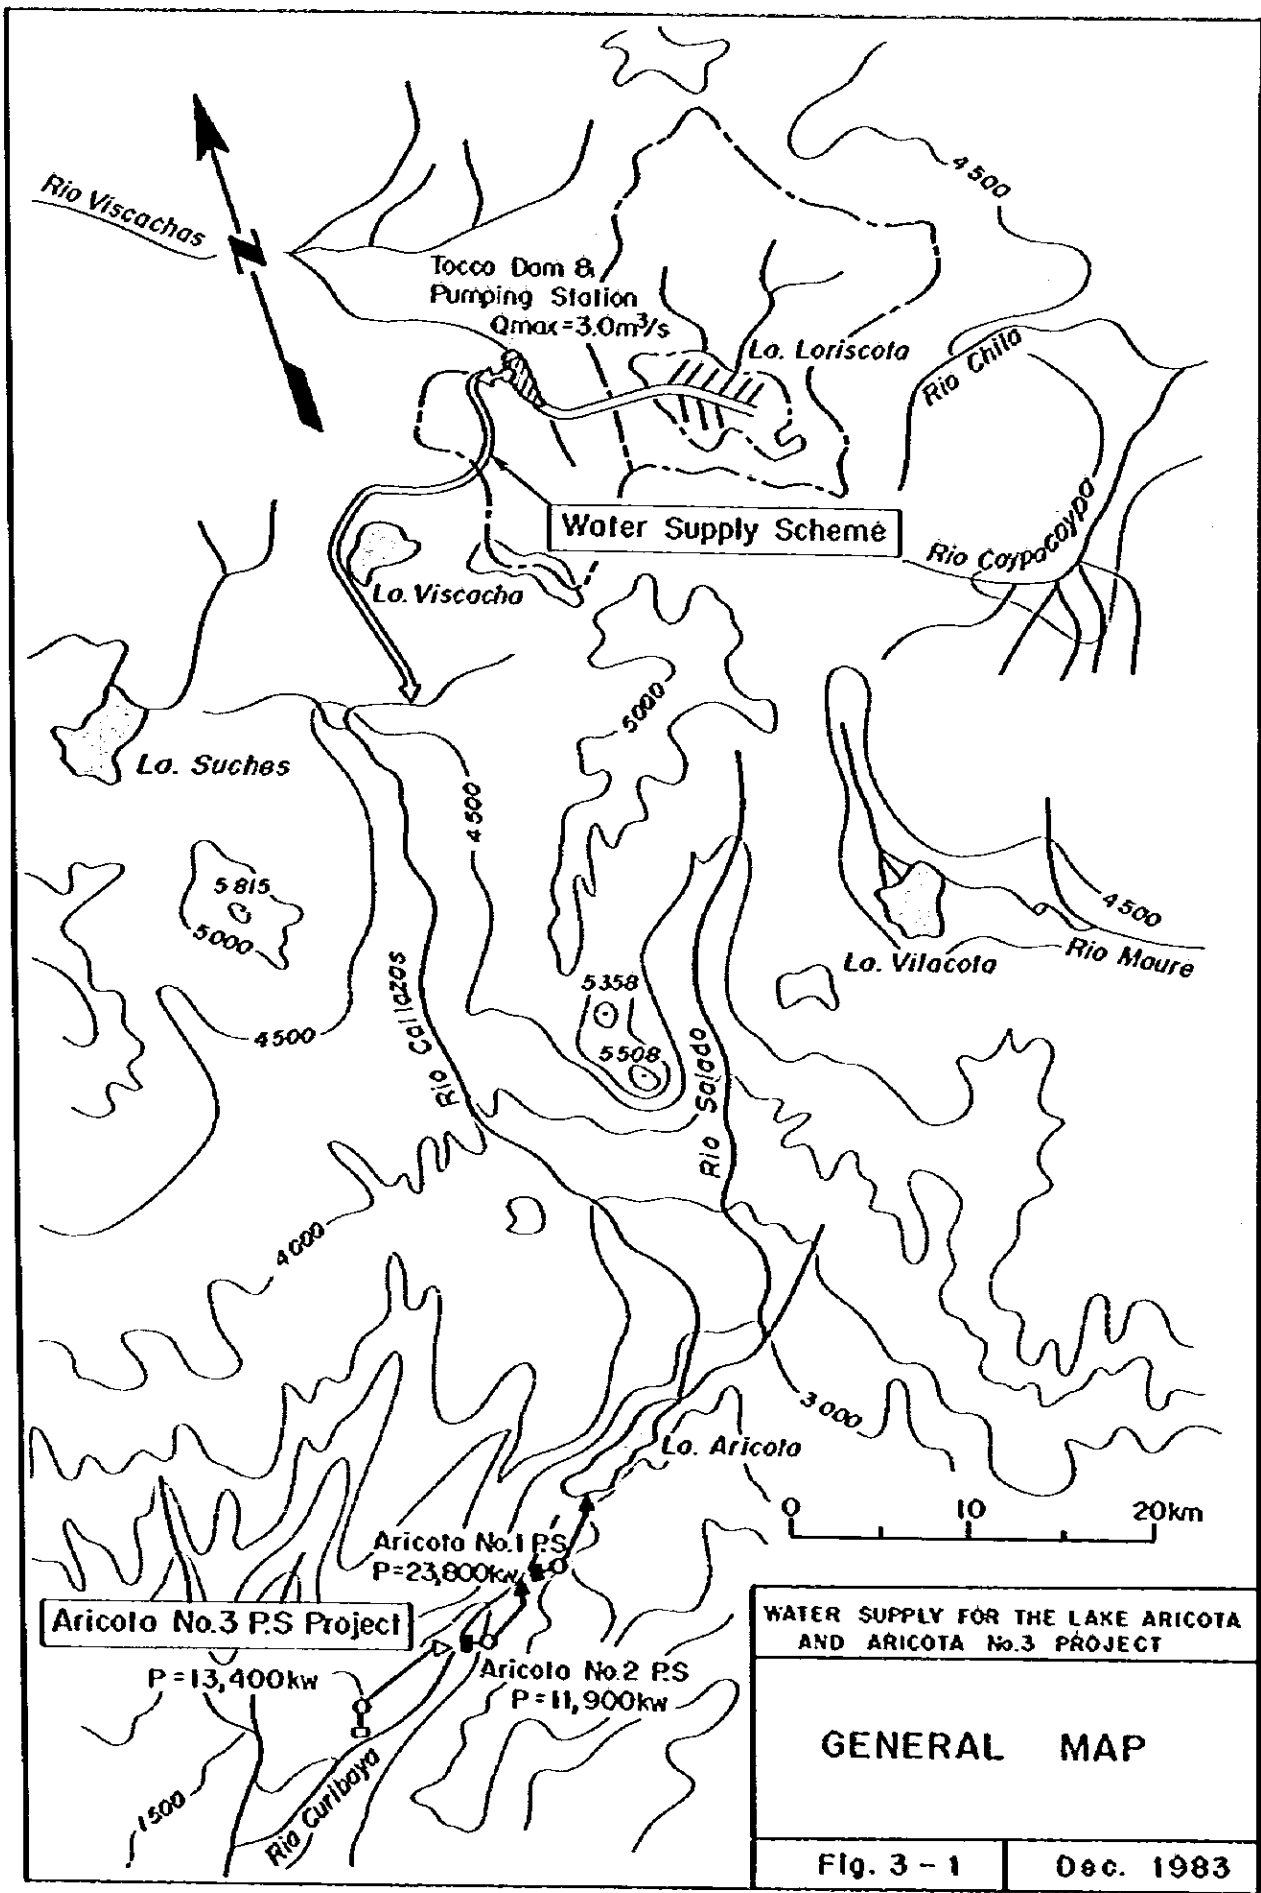 4500
Rio Viscachas
N
Tocco Dam &
Pumping Station
Qmax=3.0m³/s
La. Loriscota
Rio Chila
Water Supply Scheme
Rio Coypacoypa
La. Viscacha
5000
La. Suches
4500
5815
5000
4500
La. Vilacota
Rio Maure
5358
4500
Rio Callazas
5508
Rio Salado
4000
3000
La. Aricota
0 10 20km
Aricota No.1 P.S
P=23,800kw
Aricota No.3 P.S Project
P=13,400kw
Aricota No.2 P.S
P=11,900kw
1500
Rio Curibaya
WATER SUPPLY FOR THE LAKE ARICOTA
AND ARICOTA No.3 PROJECT
GENERAL MAP
Fig. 3-1
Dec. 1983